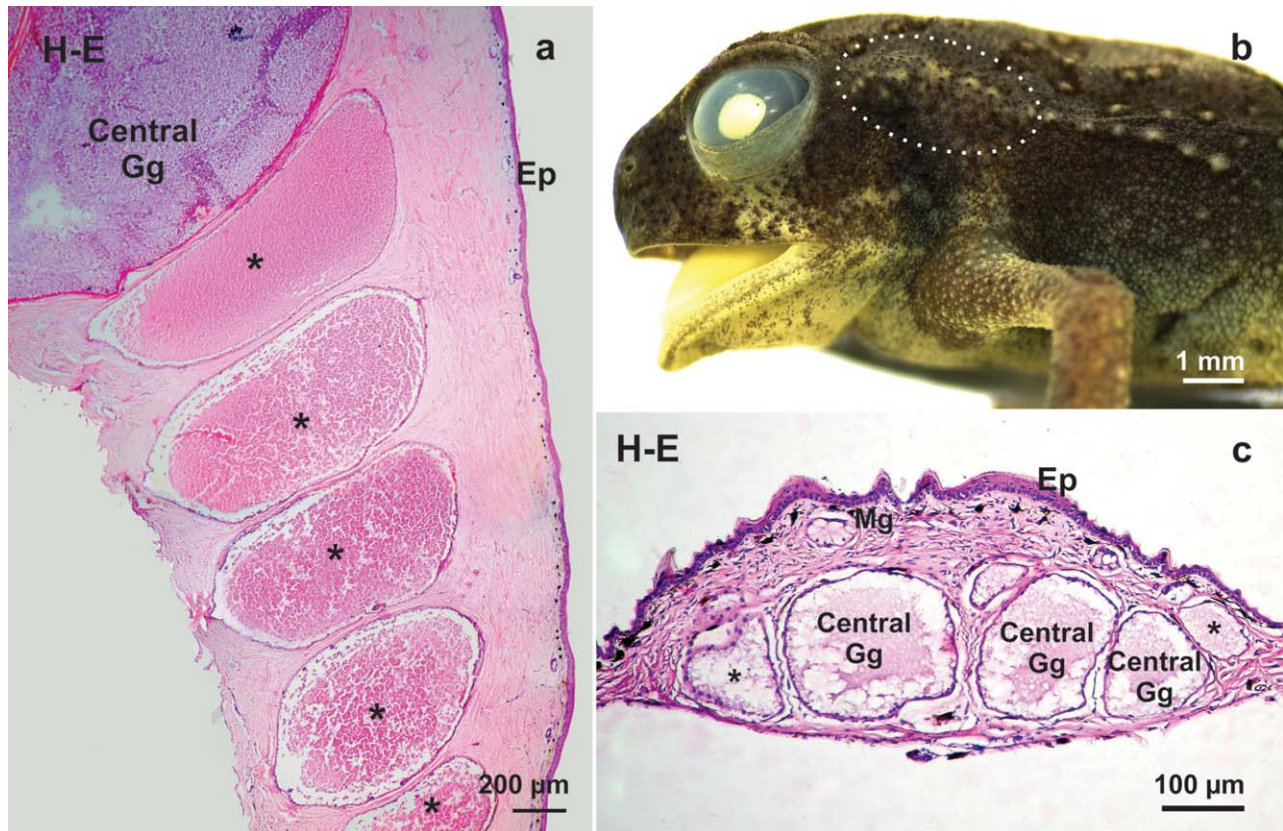 H-E
a
Central
Gg
Ep
*
*
*
*
*
200 µm
b
1 mm
H-E
c
Ep
Mg
Central
Gg
Central
Gg
Central
Gg
*
*
100 µm